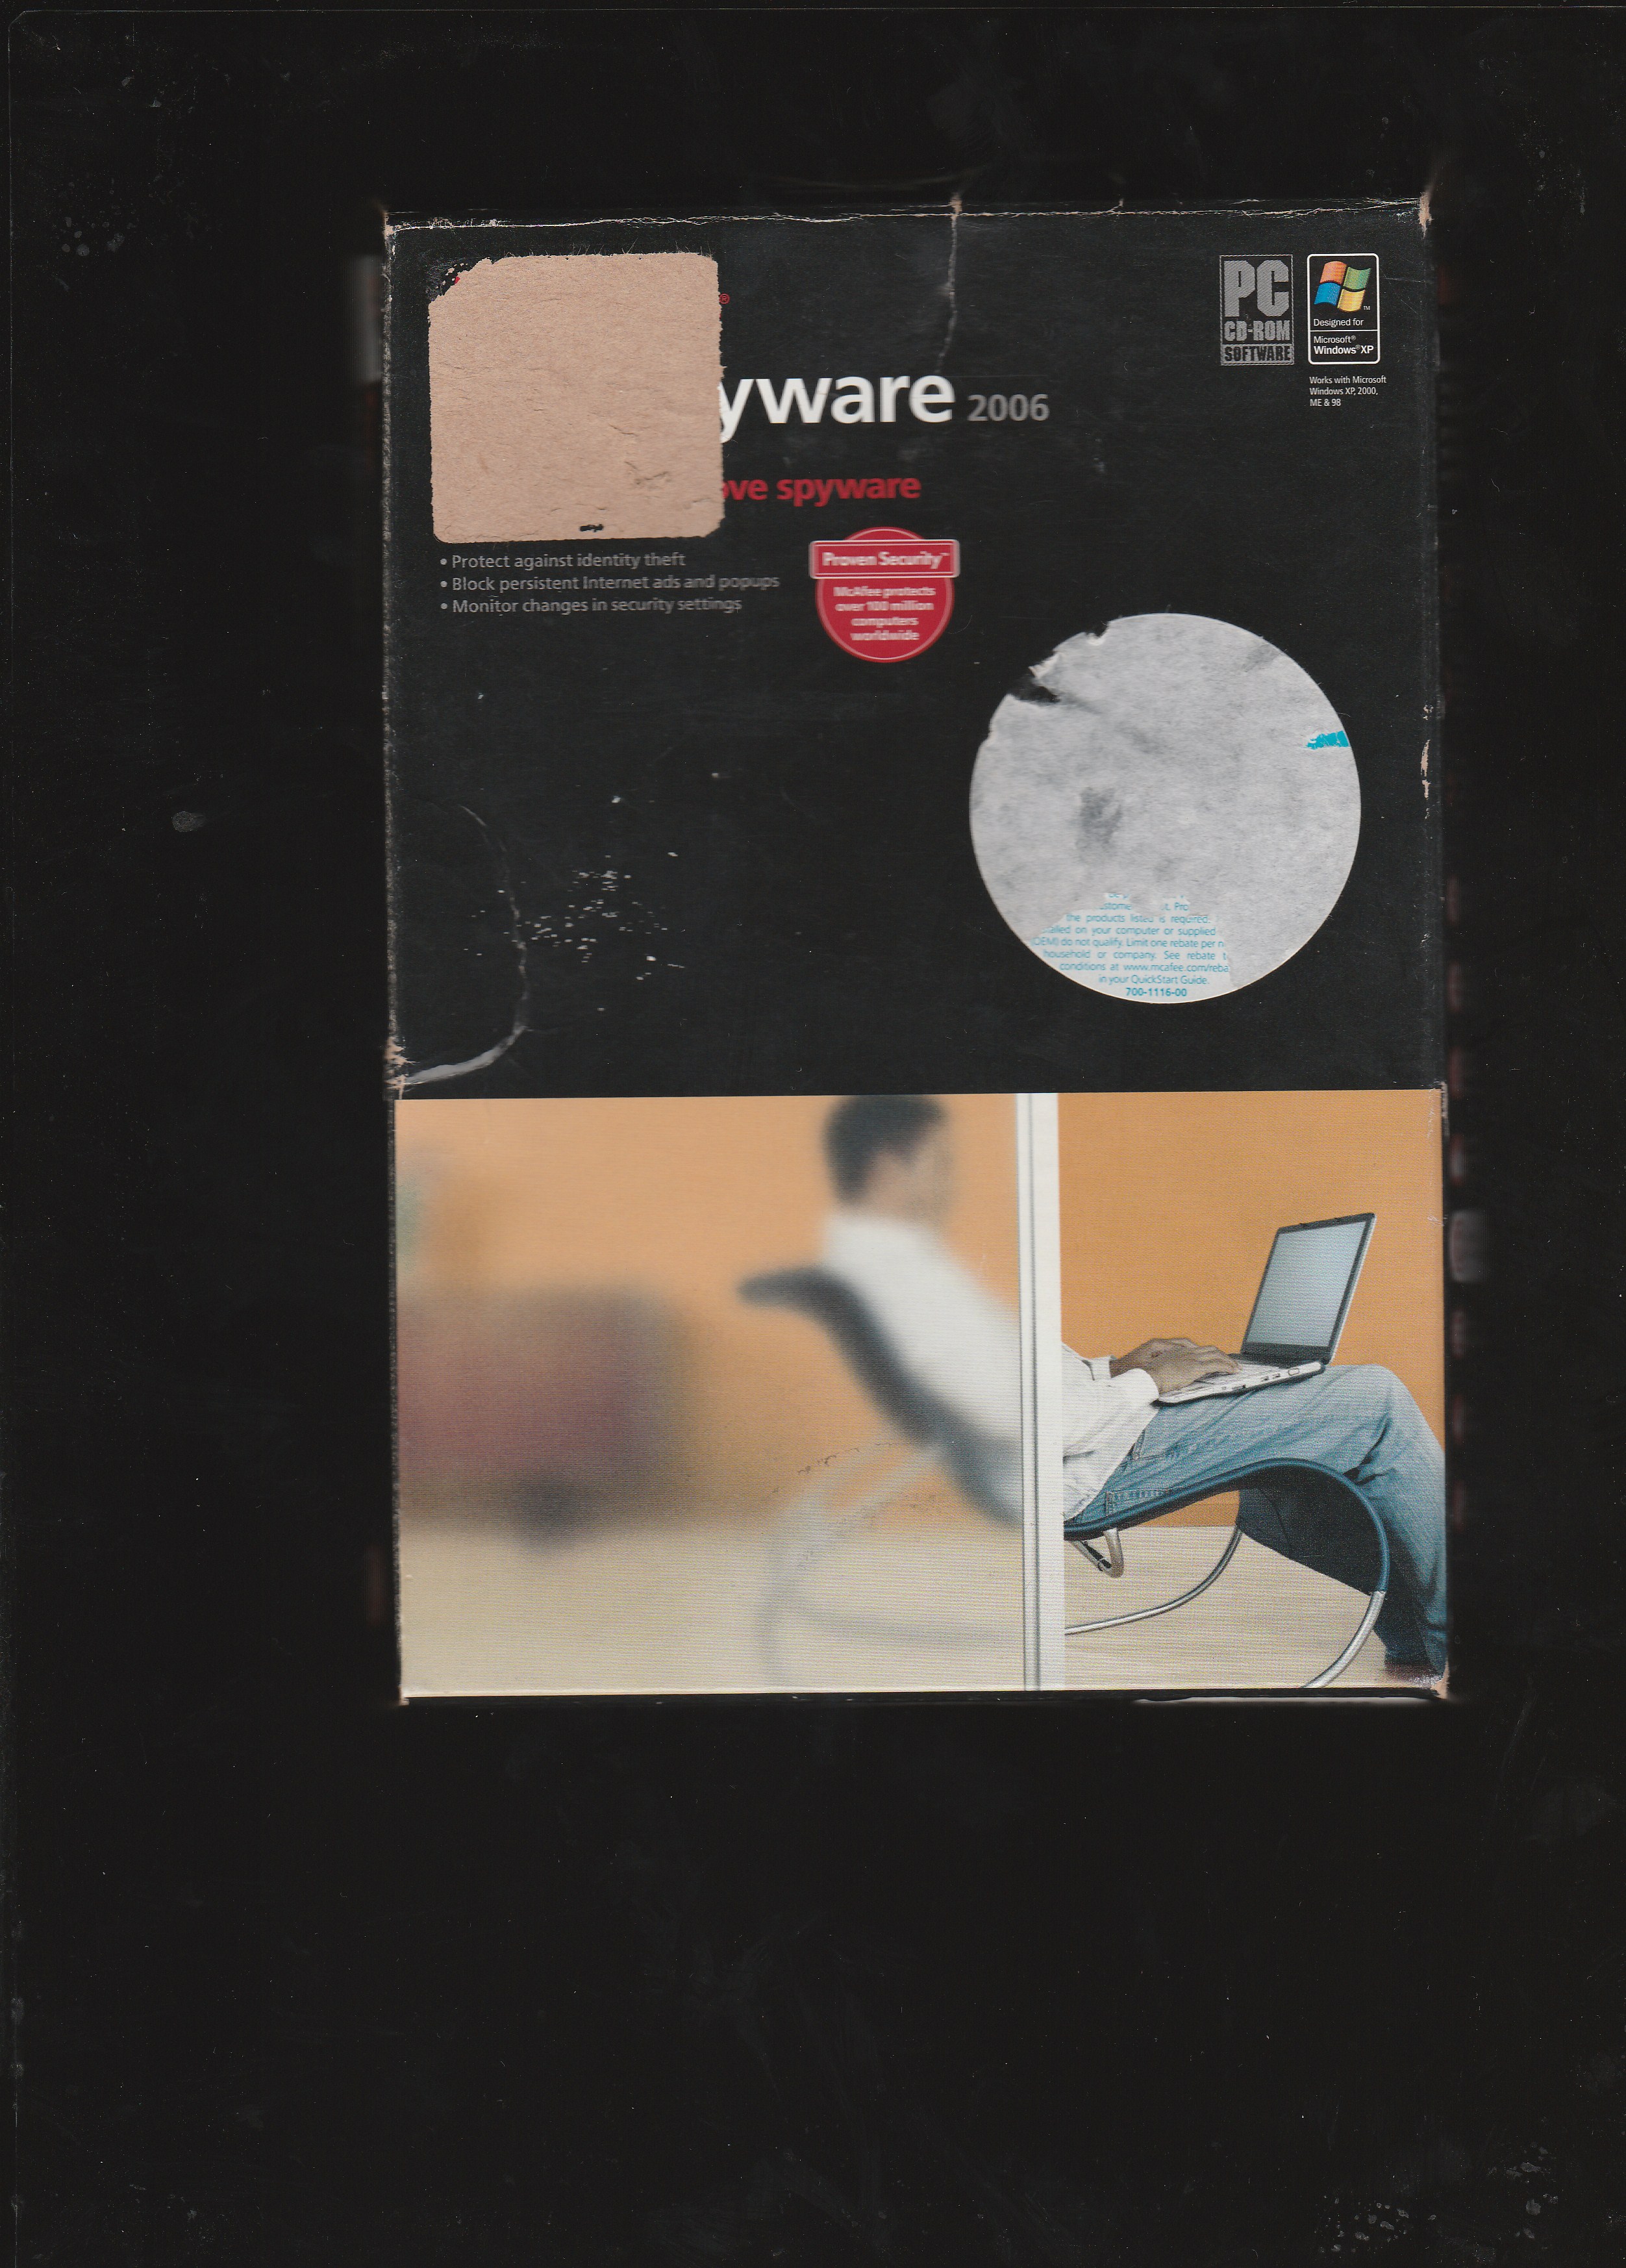 ®
PC
CD-ROM
SOFTWARE
TM
Designed for
Microsoft®
Windows®XP
Works with Microsoft
Windows XP, 2000,
ME & 98
yware 2006
ove spyware
• Protect against identity theft
• Block persistent Internet ads and popups
• Monitor changes in security settings
Proven Security™
McAfee protects
over 100 million
computers
worldwide
the products listed is required.
on your computer or supplied
(OEM) do not qualify. Limit one rebate per
household or company. See rebate
conditions at www.mcafee.com/reba
in your QuickStart Guide.
700-1116-00